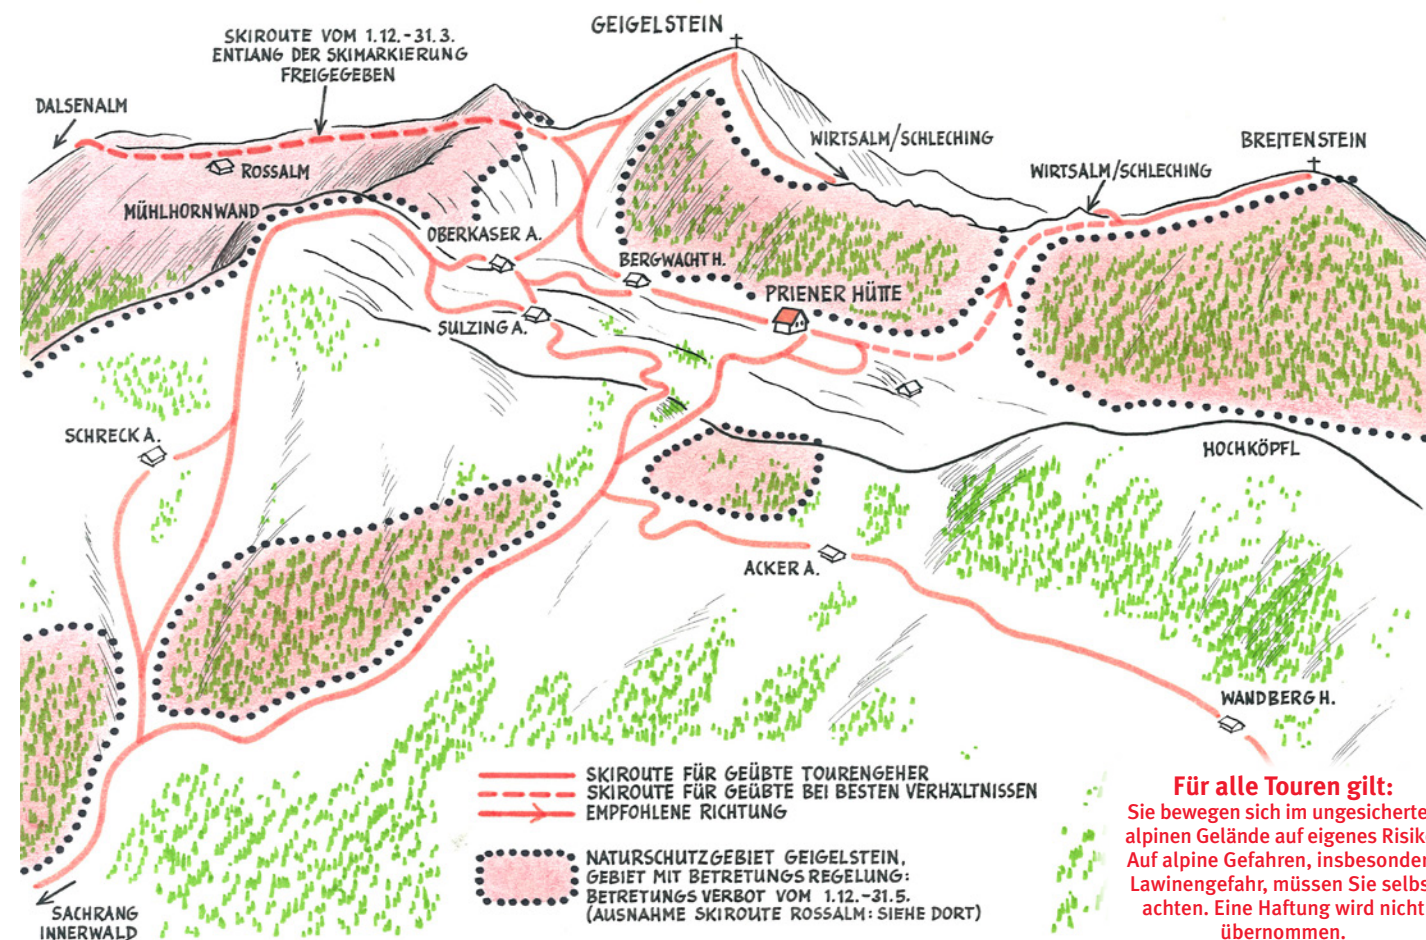 GEIGELSTEIN
SKIROUTE VOM 1.12.-31.3.
ENTLANG DER SKIMARKIERUNG
FREIGEGEBEN
DALSENALM
WIRTSALM/SCHLECHING
BREITENSTEIN
WIRTSALM/SCHLECHING
ROSSALM
MÜHLHORNWAND
OBERKASER A.
BERGWACHT H.
PRIENER HÜTTE
SULZING A.
SCHRECK A.
HOCHKÖPFL
ACKER A.
WANDBERG H.
SKIROUTE FÜR GEÜBTE TOURENGEHER
SKIROUTE FÜR GEÜBTE BEI BESTEN VERHÄLTNISSEN
EMPFOHLENE RICHTUNG
NATURSCHUTZGEBIET GEIGELSTEIN,
GEBIET MIT BETRETUNGSREGELUNG:
BETRETUNGSVERBOT VOM 1.12.-31.5.
(AUSNAHME SKIROUTE ROSSALM: SIEHE DORT)
SACHRANG
INNERWALD
Für alle Touren gilt:
Sie bewegen sich im ungesicherte
alpinen Gelände auf eigenes Risik
Auf alpine Gefahren, insbesonder
Lawinengefahr, müssen Sie selbs
achten. Eine Haftung wird nicht
übernommen.